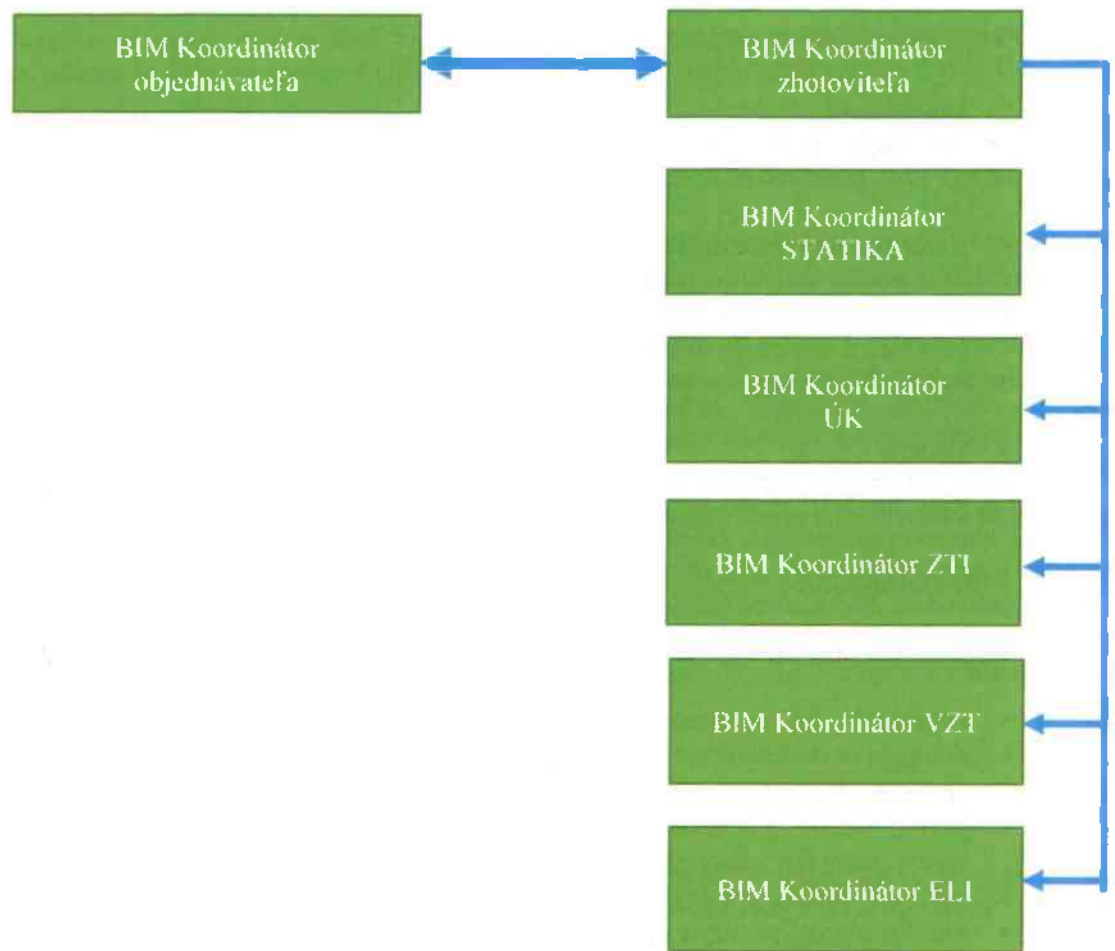 BIM Koordinátor
objednávateľa
BIM Koordinátor
zhotoviteľa
BIM Koordinátor
STATIKA
BIM Koordinátor
ÚK
BIM Koordinátor ZTI
BIM Koordinátor VZT
BIM Koordinátor ELI